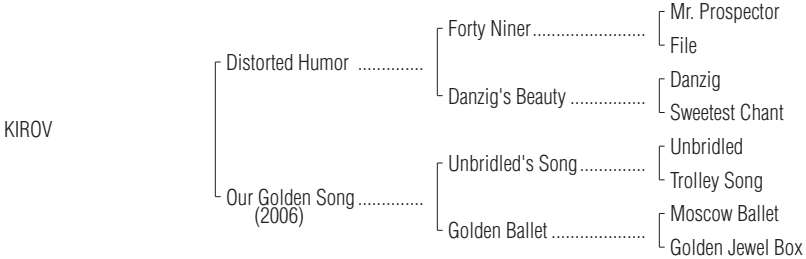 Mr. Prospector
Forty Niner........................
File
Distorted Humor ..............
Danzig
Danzig's Beauty ................
Sweetest Chant
KIROV
Unbridled
Unbridled's Song..............
Trolley Song
Our Golden Song..............
(2006)
Moscow Ballet
Golden Ballet ....................
Golden Jewel Box